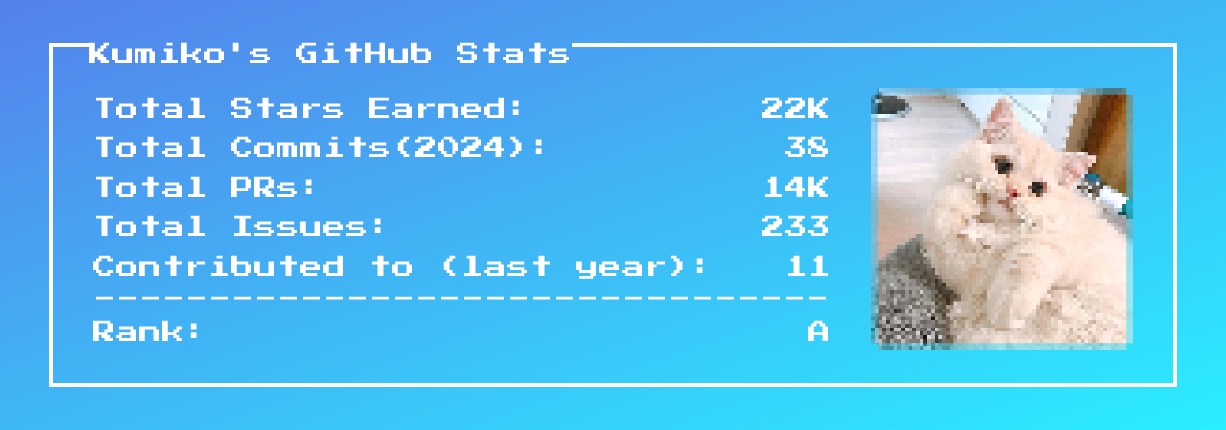 Kumiko's GitHub Stats
Total Stars Earned: 22K
Total Commits(2024): 38
Total PRs: 14K
Total Issues: 233
Contributed to (last year): 11
Rank: A